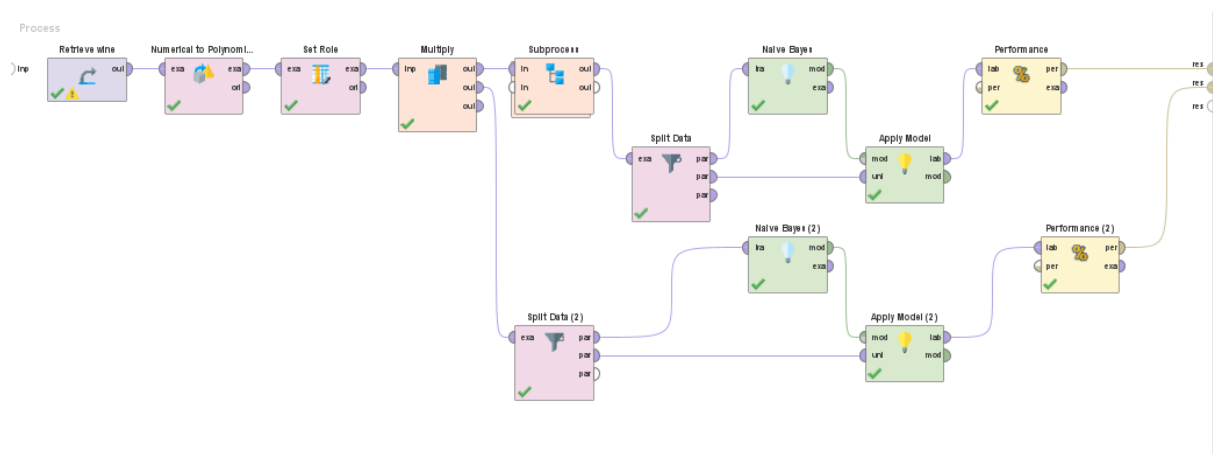 Process
Retrieve wine
Numerical to Polynomi...
Set Role
Multiply
Subprocess
Naive Bayes
Performance
Inp
out
exa
exa
ori
exa
exa
ori
Inp
out
out
out
In
In
out
out
tra
mod
exa
lab
per
per
exa
res
res
res
Split Data
exa
par
par
par
Apply Model
mod
unl
lab
mod
Naive Bayes (2)
tra
mod
exa
Performance (2)
lab
per
per
exa
Split Data (2)
exa
par
par
par
Apply Model (2)
mod
unl
lab
mod